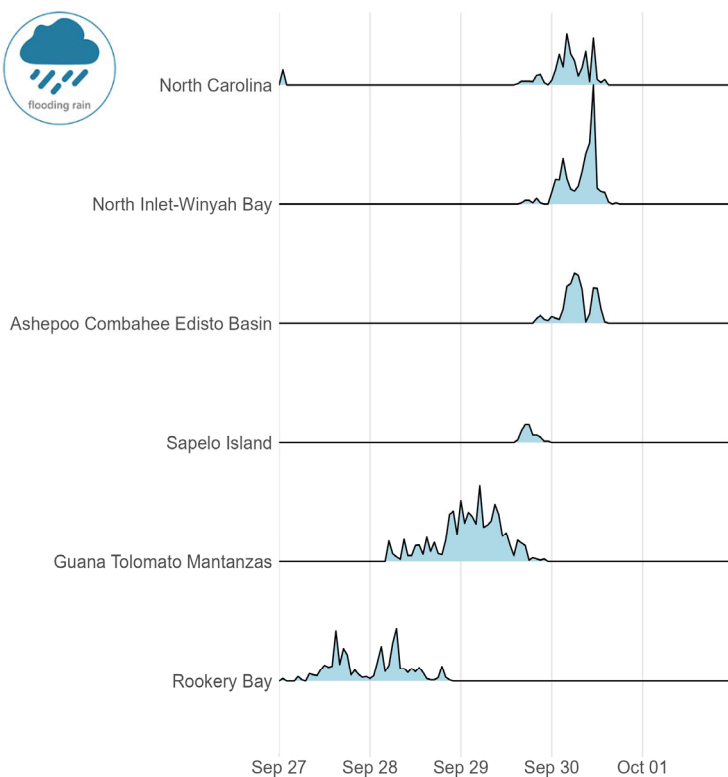 flooding rain
North Carolina
North Inlet-Winyah Bay
Ashepoo Combahee Edisto Basin
Sapelo Island
Guana Tolomato Mantanzas
Rookery Bay
Sep 27 Sep 28 Sep 29 Sep 30 Oct 01